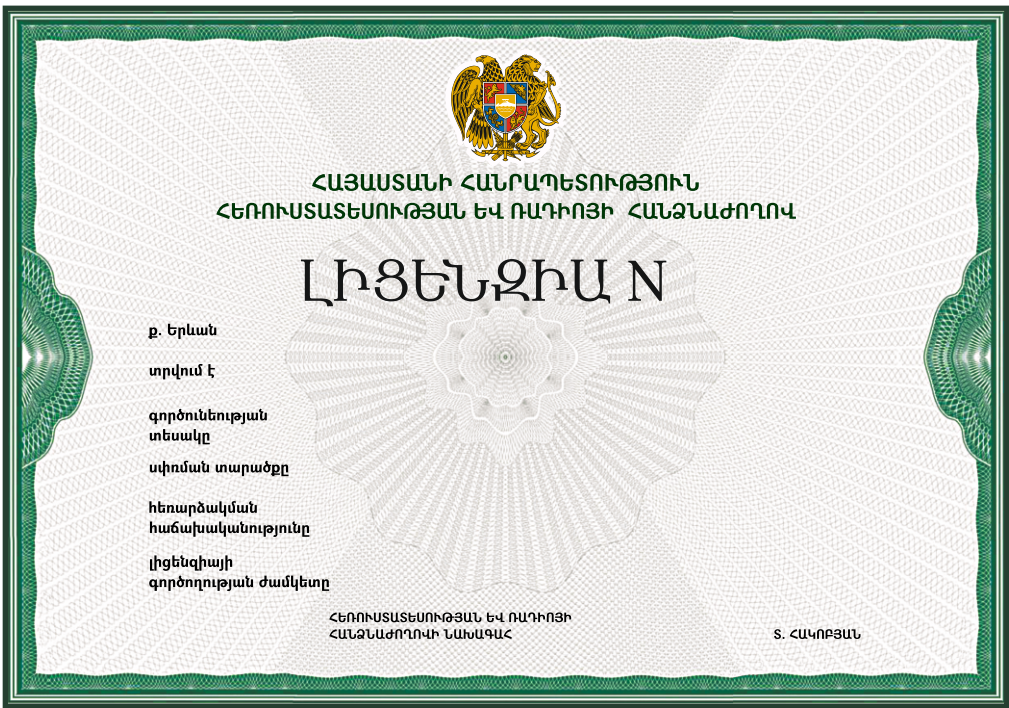 ՀԱՅԱՍՏԱՆԻ ՀԱՆՐԱՊԵՏՈՒԹՅՈՒՆ
ՀԵՌՈՒՍՏԱՏԵՍՈՒԹՅԱՆ ԵՎ ՌԱԴԻՈՅԻ ՀԱՆՁՆԱԺՈՂՈՎ
ԼԻՑԵՆԶԻԱ N
ք. Երևան
տրվում է
գործունեության
տեսակը
սփռման տարածքը
հեռարձակման
հաճախականությունը
լիցենզիայի
գործողության ժամկետը
ՀԵՌՈՒՍՏԱՏԵՍՈՒԹՅԱՆ ԵՎ ՌԱԴԻՈՅԻ
ՀԱՆՁՆԱԺՈՂՈՎԻ ՆԱԽԱԳԱՀ
Տ. ՀԱԿՈԲՅԱՆ